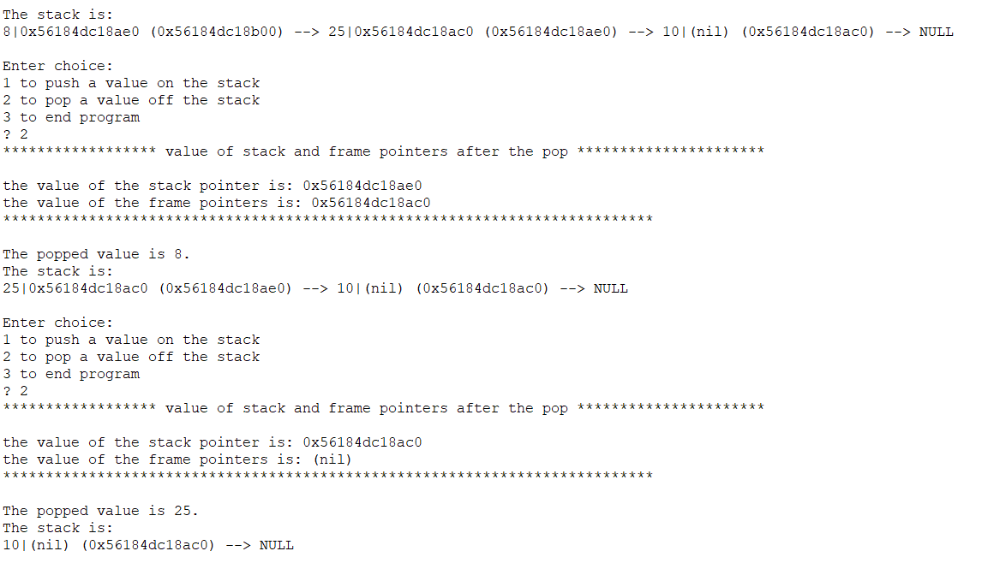 The stack is:
8|0x56184dc18ae0 (0x56184dc18b00) --> 25|0x56184dc18ac0 (0x56184dc18ae0) --> 10|(nil) (0x56184dc18ac0) --> NULL
Enter choice:
1 to push a value on the stack
2 to pop a value off the stack
3 to end program
? 2
****************** value of stack and frame pointers after the pop **********************
the value of the stack pointer is: 0x56184dc18ae0
the value of the frame pointers is: 0x56184dc18ac0
****************************************************************************
The popped value is 8.
The stack is:
25|0x56184dc18ac0 (0x56184dc18ae0) --> 10|(nil) (0x56184dc18ac0) --> NULL
Enter choice:
1 to push a value on the stack
2 to pop a value off the stack
3 to end program
? 2
****************** value of stack and frame pointers after the pop **********************
the value of the stack pointer is: 0x56184dc18ac0
the value of the frame pointers is: (nil)
****************************************************************************
The popped value is 25.
The stack is:
10|(nil) (0x56184dc18ac0) --> NULL